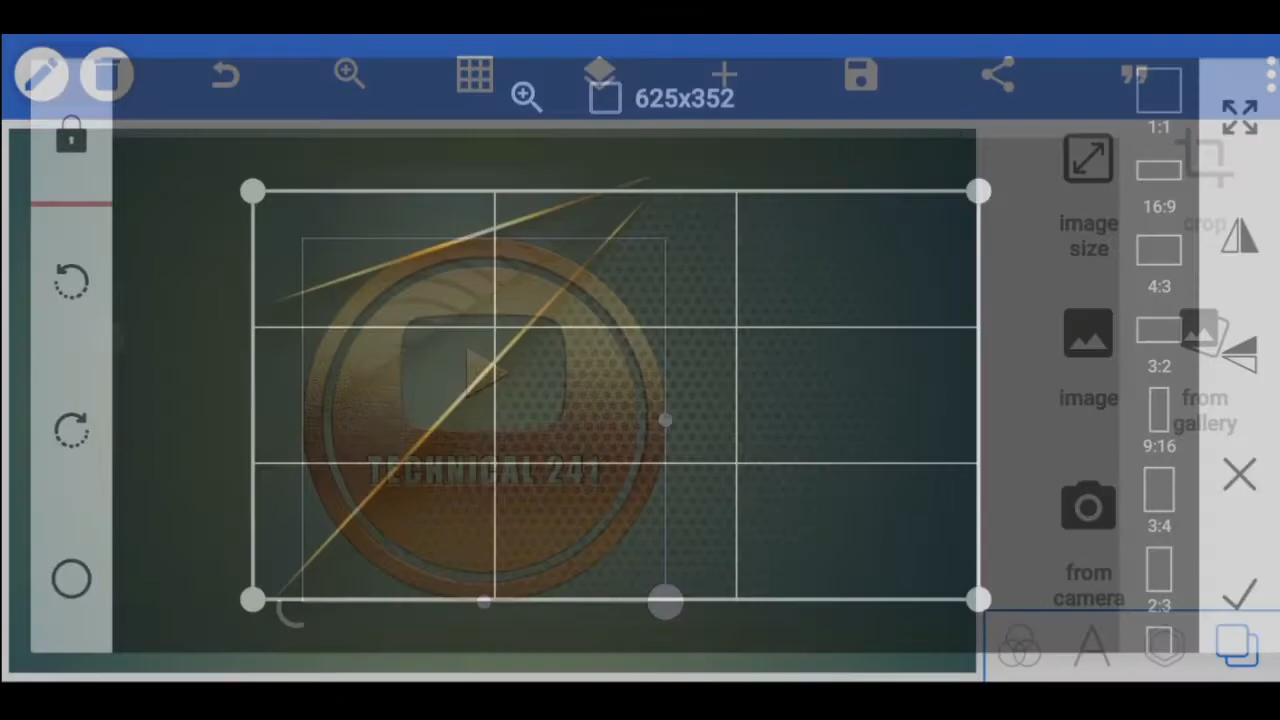 625x352
1:1
image
size
crop
16:9
4:3
3:2
image
from
gallery
9:16
TECHNICAL 241
3:4
from
camera
2:3